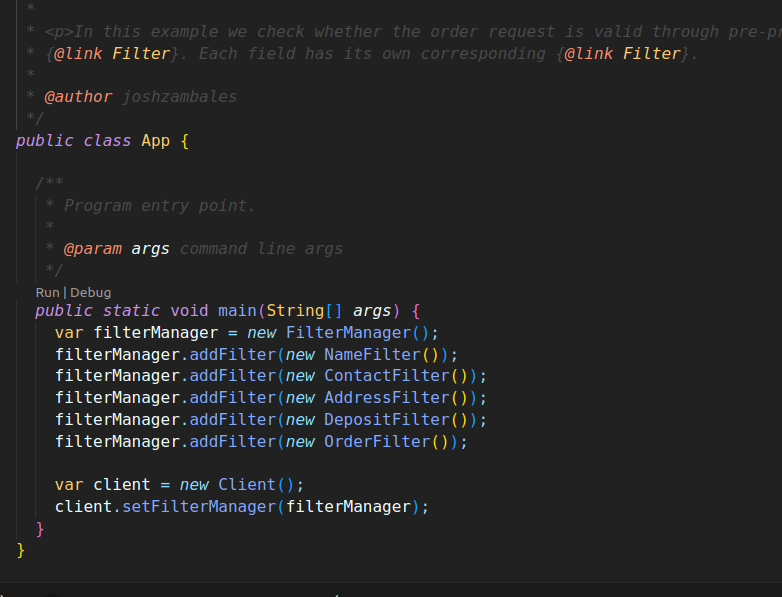 *
* <p>In this example we check whether the order request is valid through
* {@link Filter}. Each field has its own corresponding {@link Filter}.
*
* @author joshzambales
*/
public class App {
/**
* Program entry point.
*
* @param args command line args
*/
Run | Debug
public static void main(String[] args) {
var filterManager = new FilterManager();
filterManager.addFilter(new NameFilter());
filterManager.addFilter(new ContactFilter());
filterManager.addFilter(new AddressFilter());
filterManager.addFilter(new DepositFilter());
filterManager.addFilter(new OrderFilter());
var client = new Client();
client.setFilterManager(filterManager);
}
}